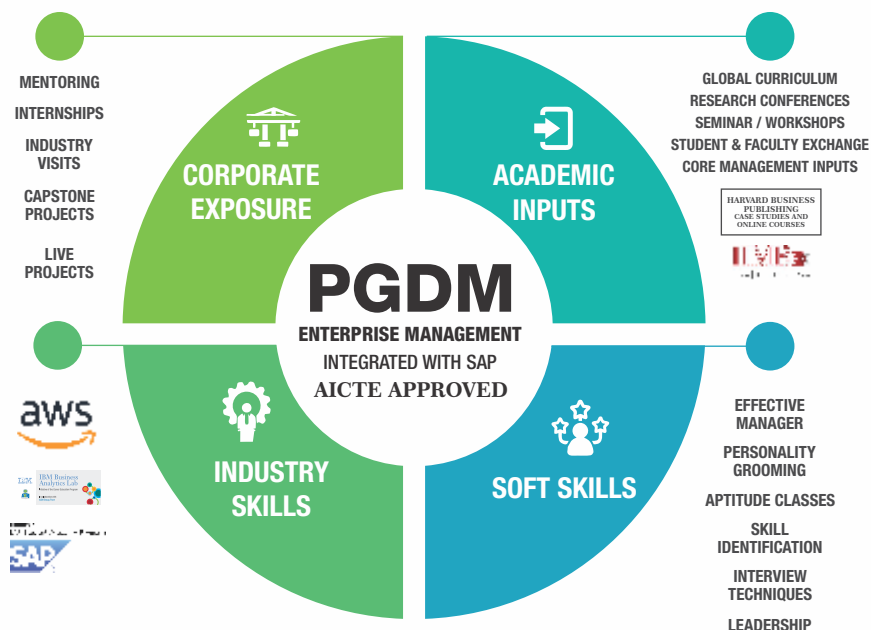 MENTORING
INTERNSHIPS
INDUSTRY
VISITS
CAPSTONE
PROJECTS
LIVE
PROJECTS
CORPORATE
EXPOSURE
ACADEMIC
INPUTS
GLOBAL CURRICULUM
RESEARCH CONFERENCES
SEMINAR / WORKSHOPS
STUDENT & FACULTY EXCHANGE
CORE MANAGEMENT INPUTS
HARVARD BUSINESS
PUBLISHING
CASE STUDIES AND
ONLINE COURSES
PGDM
ENTERPRISE MANAGEMENT
INTEGRATED WITH SAP
AICTE APPROVED
aws
IBM Business
Analytics Lab
SAP
INDUSTRY
SKILLS
SOFT SKILLS
EFFECTIVE
MANAGER
PERSONALITY
GROOMING
APTITUDE CLASSES
SKILL
IDENTIFICATION
INTERVIEW
TECHNIQUES
LEADERSHIP